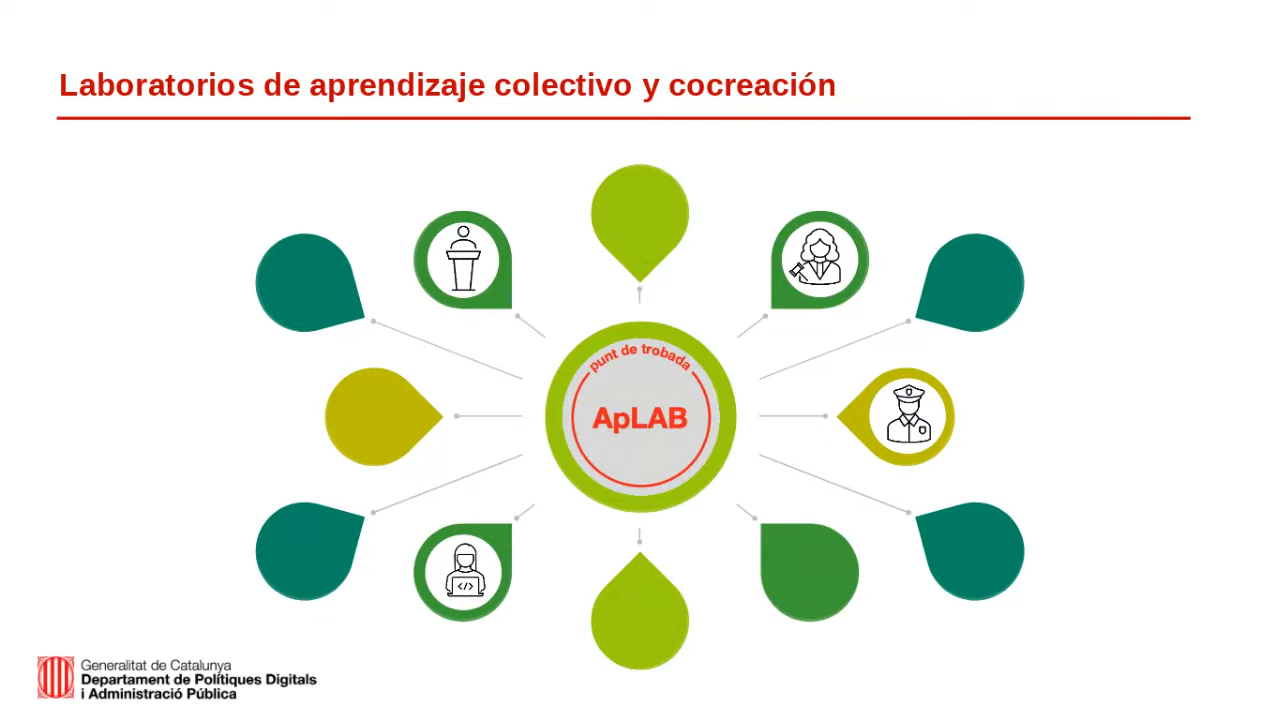 Laboratorios de aprendizaje colectivo y cocreación
punt de trobada
ApLAB
</>
Generalitat de Catalunya
Departament de Polítiques Digitals
i Administració Pública